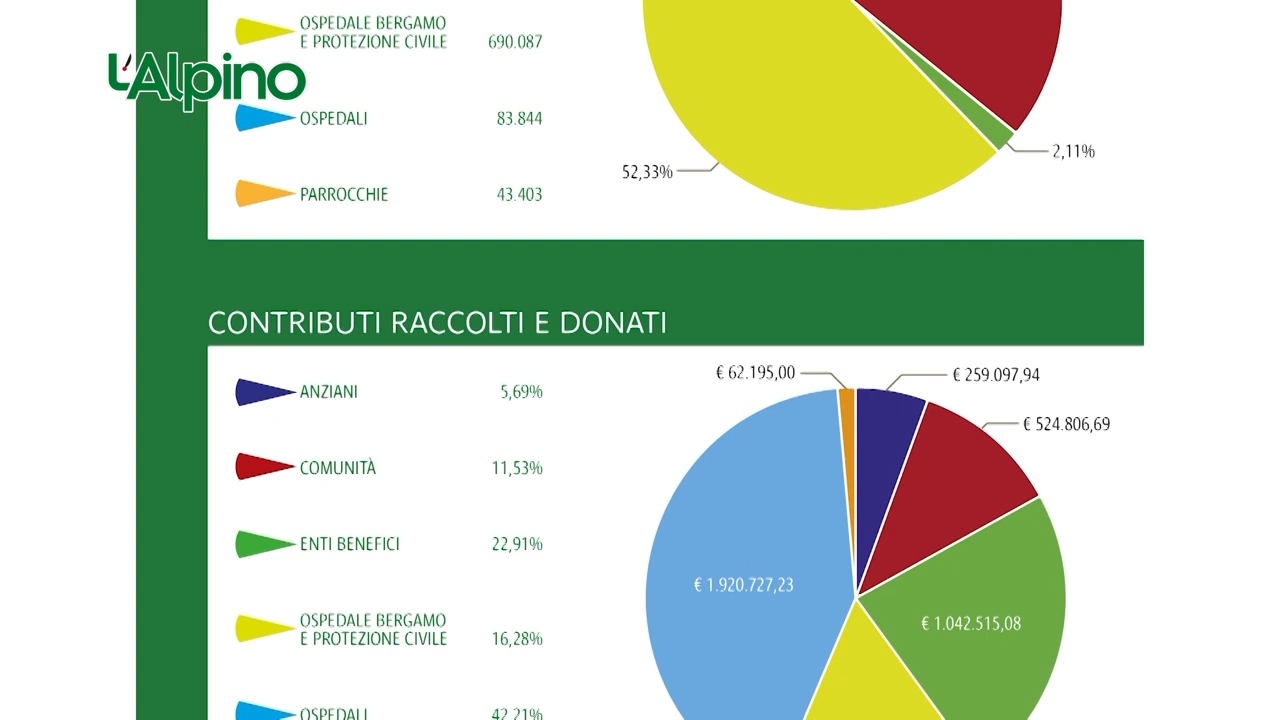 OSPEDALE BERGAMO
E PROTEZIONE CIVILE 690.087
L'Alpino
OSPEDALI 83.844
2,11%
52,33%
PARROCCHIE 43.403
CONTRIBUTI RACCOLTI E DONATI
€ 62.195,00
€ 259.097,94
ANZIANI 5,69%
€ 524.806,69
COMUNITÀ 11,53%
ENTI BENEFICI 22,91%
€ 1.920.727,23
€ 1.042.515,08
OSPEDALE BERGAMO
E PROTEZIONE CIVILE 16,28%
OSPEDALI 42,21%